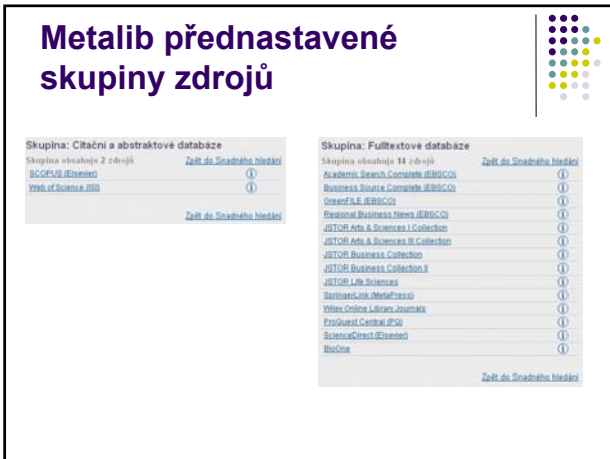 Metalib přednastavené
skupiny zdrojů
Skupina: Citační a abstraktové databáze
Skupina obsahuje 2 zdrojů Zpět do Snadného hledání
SCOPUS (Elsevier)
Web of Science (ISI)
Zpět do Snadného hledání
Skupina: Fulltextové databáze
Skupina obsahuje 14 zdrojů Zpět do Snadného hledání
Academic Search Complete (EBSCO)
Business Source Complete (EBSCO)
GreenFILE (EBSCO)
Regional Business News (EBSCO)
JSTOR Arts & Sciences I Collection
JSTOR Arts & Sciences III Collection
JSTOR Business Collection
JSTOR Business Collection II
JSTOR Life Sciences
SpringerLink (MetaPress)
Wiley Online Library Journals
ProQuest Central (PQ)
ScienceDirect (Elsevier)
BioOne
Zpět do Snadného hledání